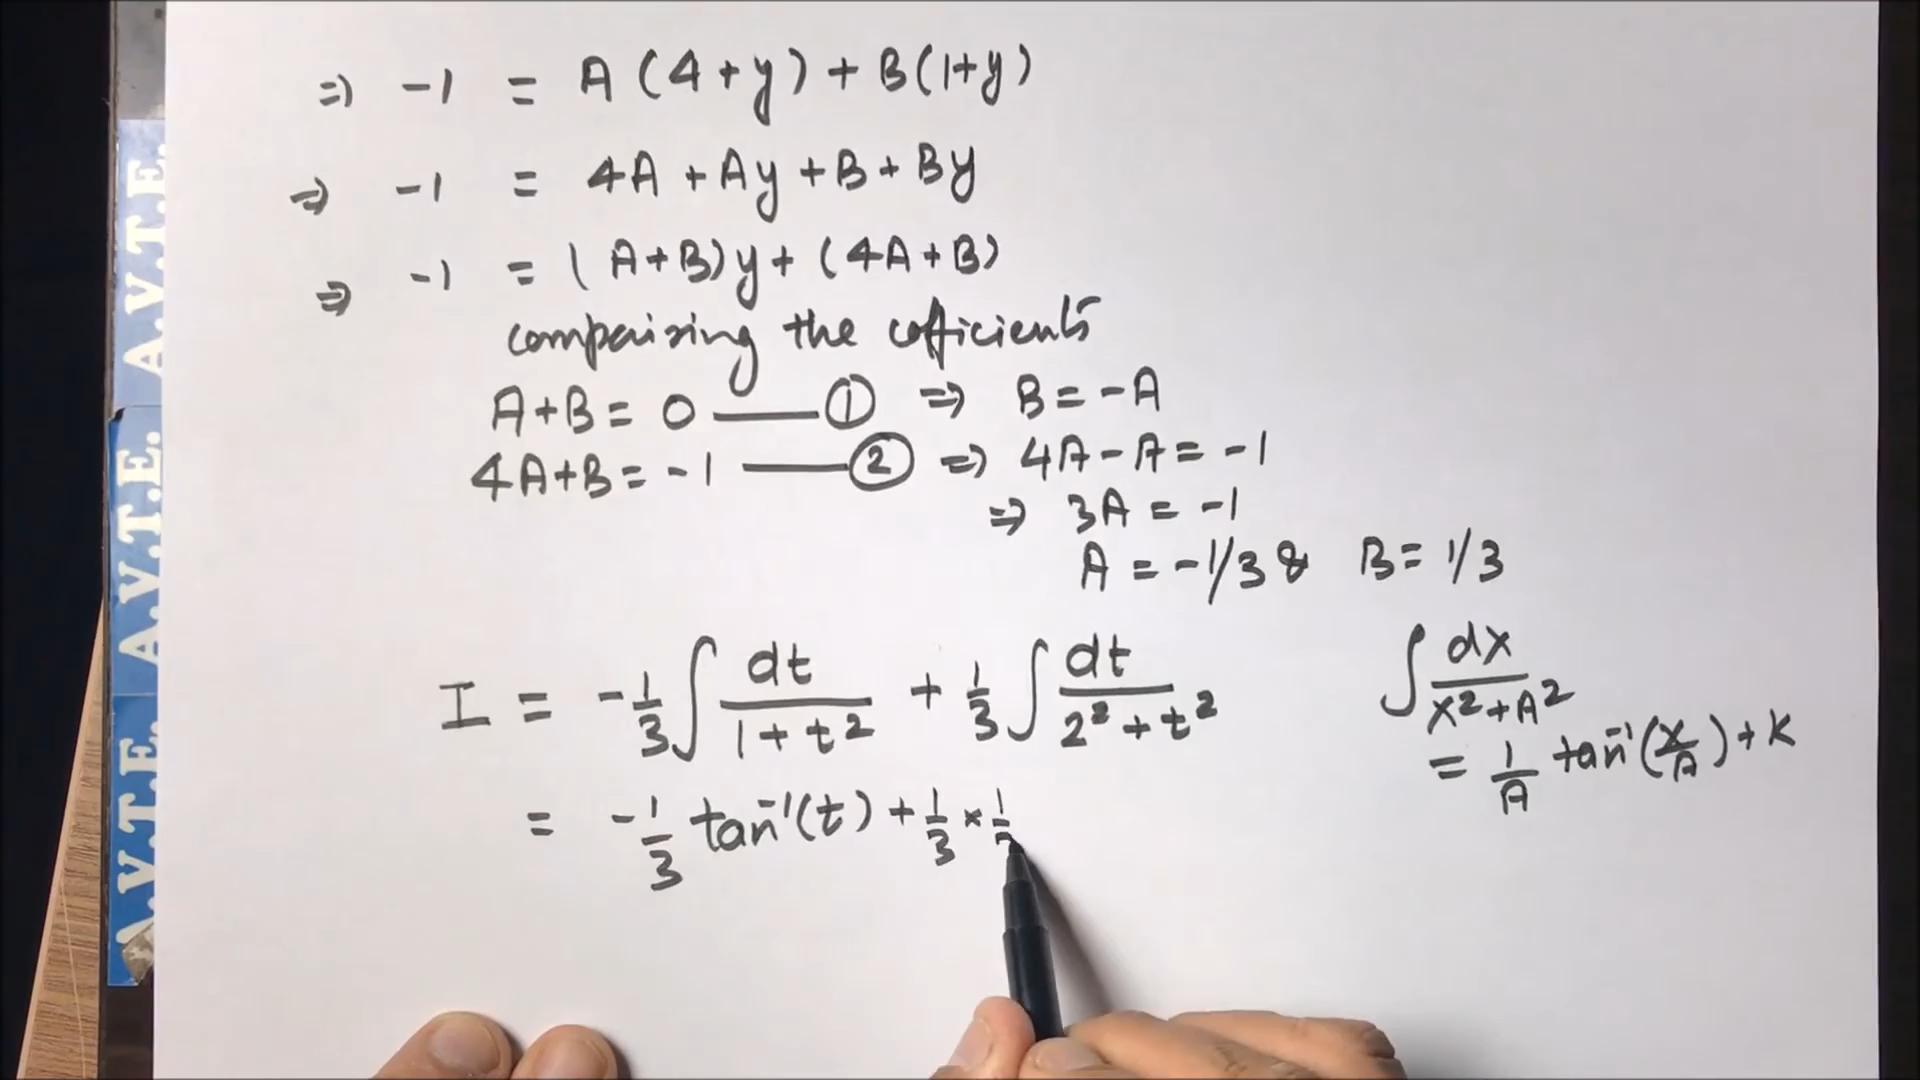 ⇒ -1 = A(4+y) + B(1+y)
⇒ -1 = 4A + Ay + B + By
⇒ -1 = (A+B)y + (4A+B)
compairing the cofficients
A+B = 0 —— ① ⇒ B = -A
4A+B = -1 —— ② ⇒ 4A - A = -1
⇒ 3A = -1
A = -1/3 & B = 1/3
I = -1/3 ∫ dt/(1+t²) + 1/3 ∫ dt/(2²+t²)
= -1/3 tan⁻¹(t) + 1/3 × 1/
∫ dx/(x²+A²)
= 1/A tan⁻¹(x/A) + K
A.V.T.E.
A.V.T.E.
A.V.T.E.